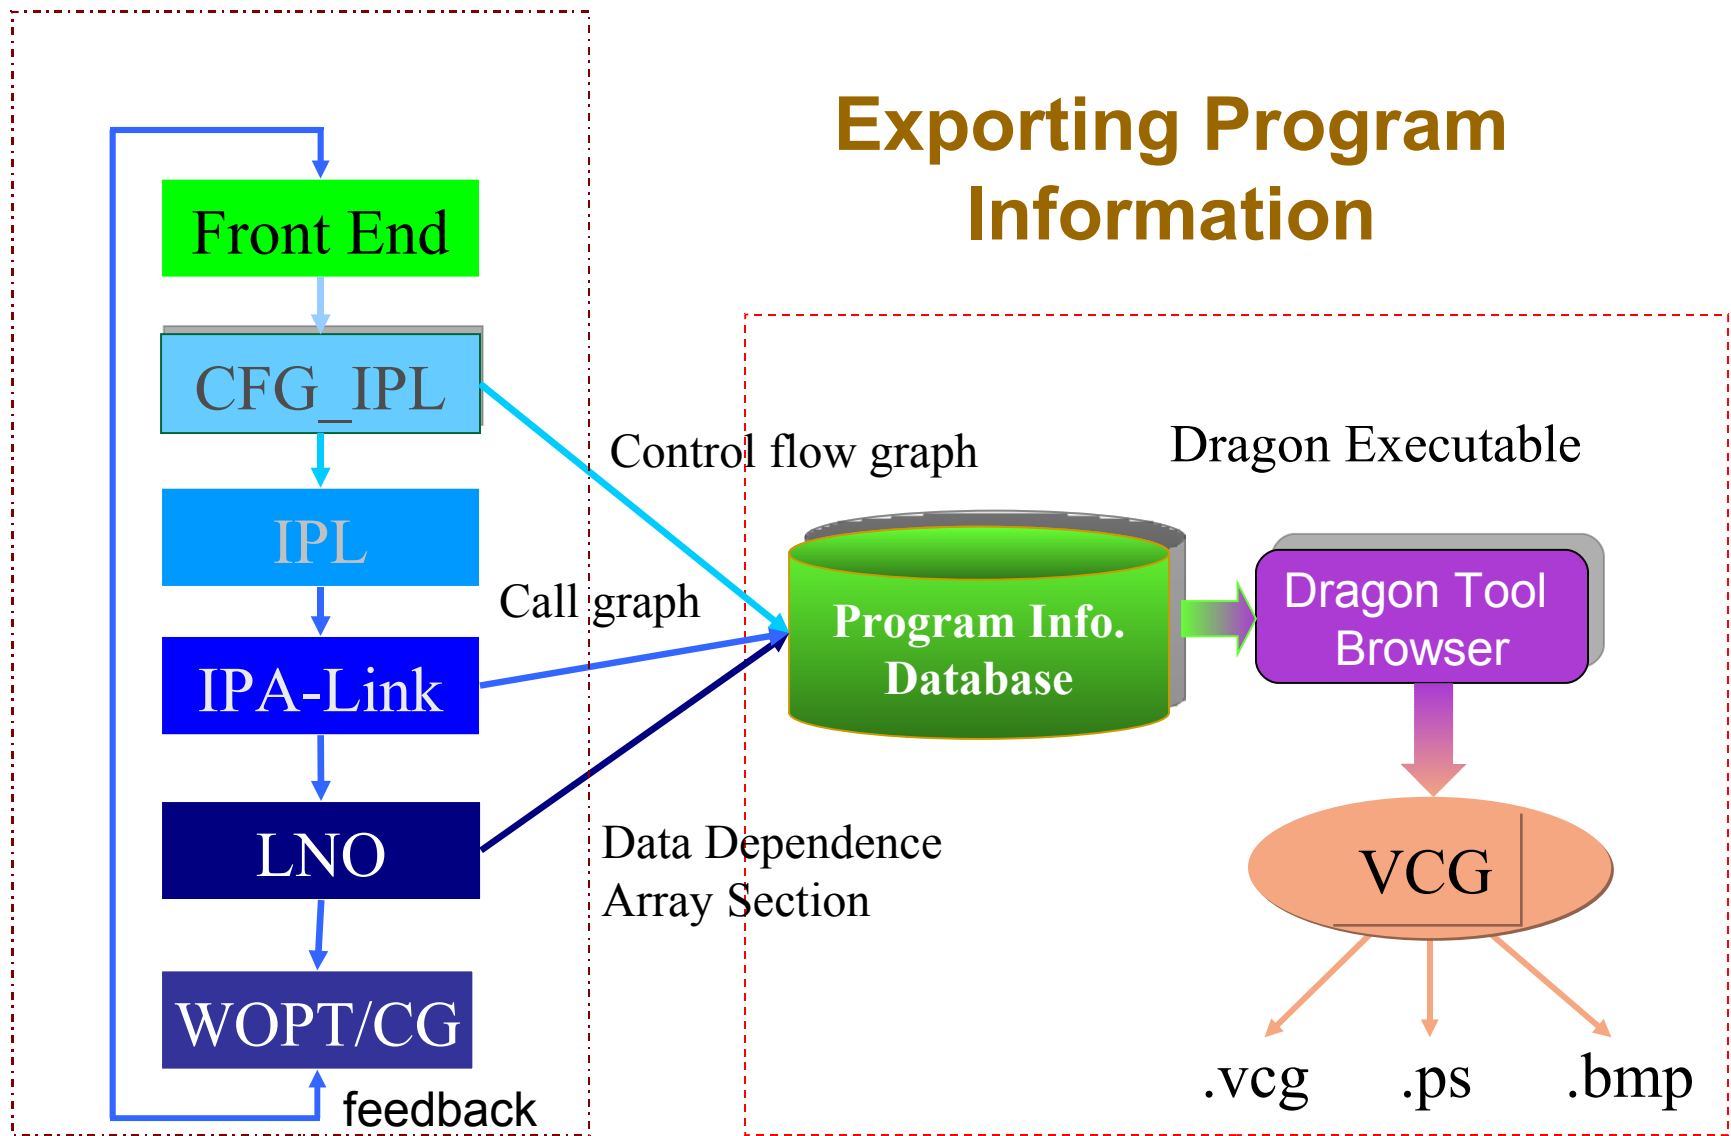 Exporting Program
Information
Front End
CFG_IPL
IPL
IPA-Link
LNO
WOPT/CG
feedback
Control flow graph
Call graph
Data Dependence
Array Section
Program Info.
Database
Dragon Executable
Dragon Tool
Browser
VCG
.vcg
.ps
.bmp